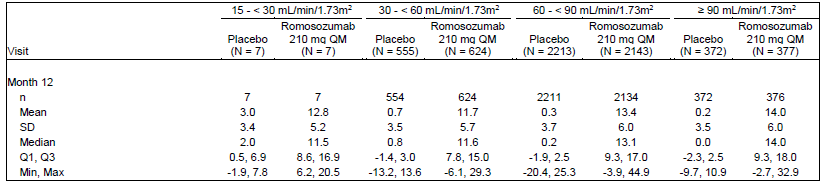 15 - < 30 mL/min/1.73m² 30 - < 60 mL/min/1.73m² 60 - < 90 mL/min/1.73m² ≥ 90 mL/min/1.73m²
Romosozumab Romosozumab Romosozumab Romosozumab
Placebo 210 mg QM Placebo 210 mg QM Placebo 210 mg QM Placebo 210 mg QM
Visit (N = 7) (N = 7) (N = 555) (N = 624) (N = 2213) (N = 2143) (N = 372) (N = 377)
Month 12
n 7 7 554 624 2211 2134 372 376
Mean 3.0 12.8 0.7 11.7 0.3 13.4 0.2 14.0
SD 3.4 5.2 3.5 5.7 3.7 6.0 3.5 6.0
Median 2.0 11.5 0.8 11.6 0.2 13.1 0.0 14.0
Q1, Q3 0.5, 6.9 8.6, 16.9 -1.4, 3.0 7.8, 15.0 -1.9, 2.5 9.3, 17.0 -2.3, 2.5 9.3, 18.0
Min, Max -1.9, 7.8 6.2, 20.5 -13.2, 13.6 -6.1, 29.3 -20.4, 25.3 -3.9, 44.9 -9.7, 10.9 -2.7, 32.9